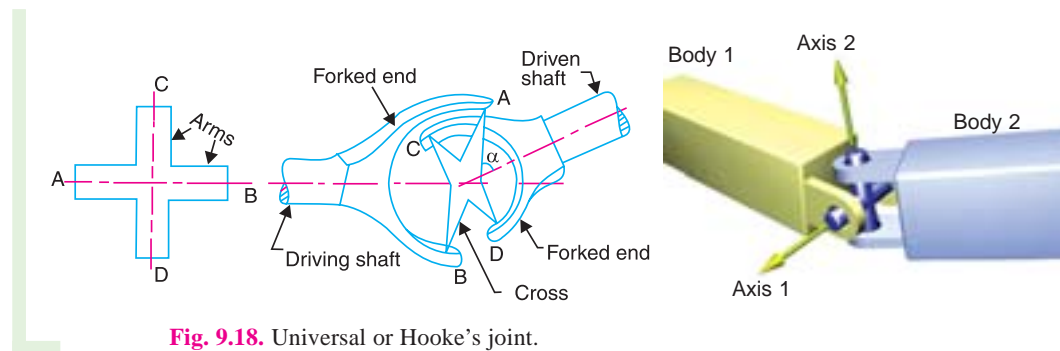 C
Arms
A
B
D
Forked end
Driven
shaft
A
C
α
Driving shaft
B
D
Forked end
Cross
Body 1
Axis 2
Body 2
Axis 1
Fig. 9.18. Universal or Hooke's joint.